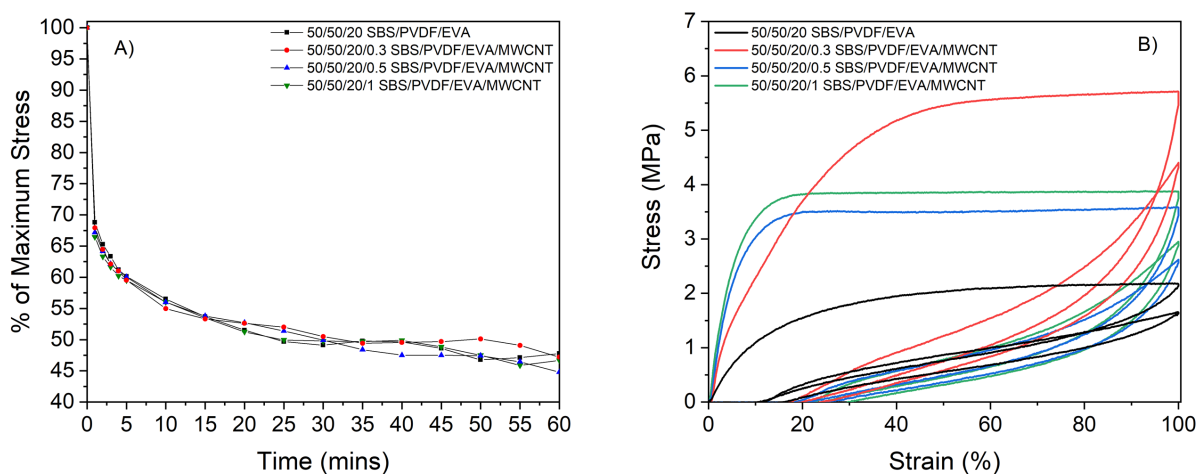 A)
50/50/20 SBS/PVDF/EVA
50/50/20/0.3 SBS/PVDF/EVA/MWCNT
50/50/20/0.5 SBS/PVDF/EVA/MWCNT
50/50/20/1 SBS/PVDF/EVA/MWCNT
% of Maximum Stress
100
95
90
85
80
75
70
65
60
55
50
45
40
0 5 10 15 20 25 30 35 40 45 50 55 60
Time (mins)
B)
50/50/20 SBS/PVDF/EVA
50/50/20/0.3 SBS/PVDF/EVA/MWCNT
50/50/20/0.5 SBS/PVDF/EVA/MWCNT
50/50/20/1 SBS/PVDF/EVA/MWCNT
Stress (MPa)
7
6
5
4
3
2
1
0
0 20 40 60 80 100
Strain (%)